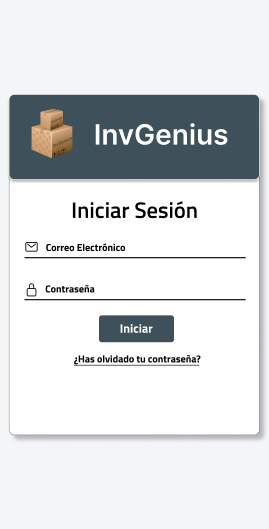 InvGenius
Iniciar Sesión
Correo Electrónico
Contraseña
Iniciar
¿Has olvidado tu contraseña?